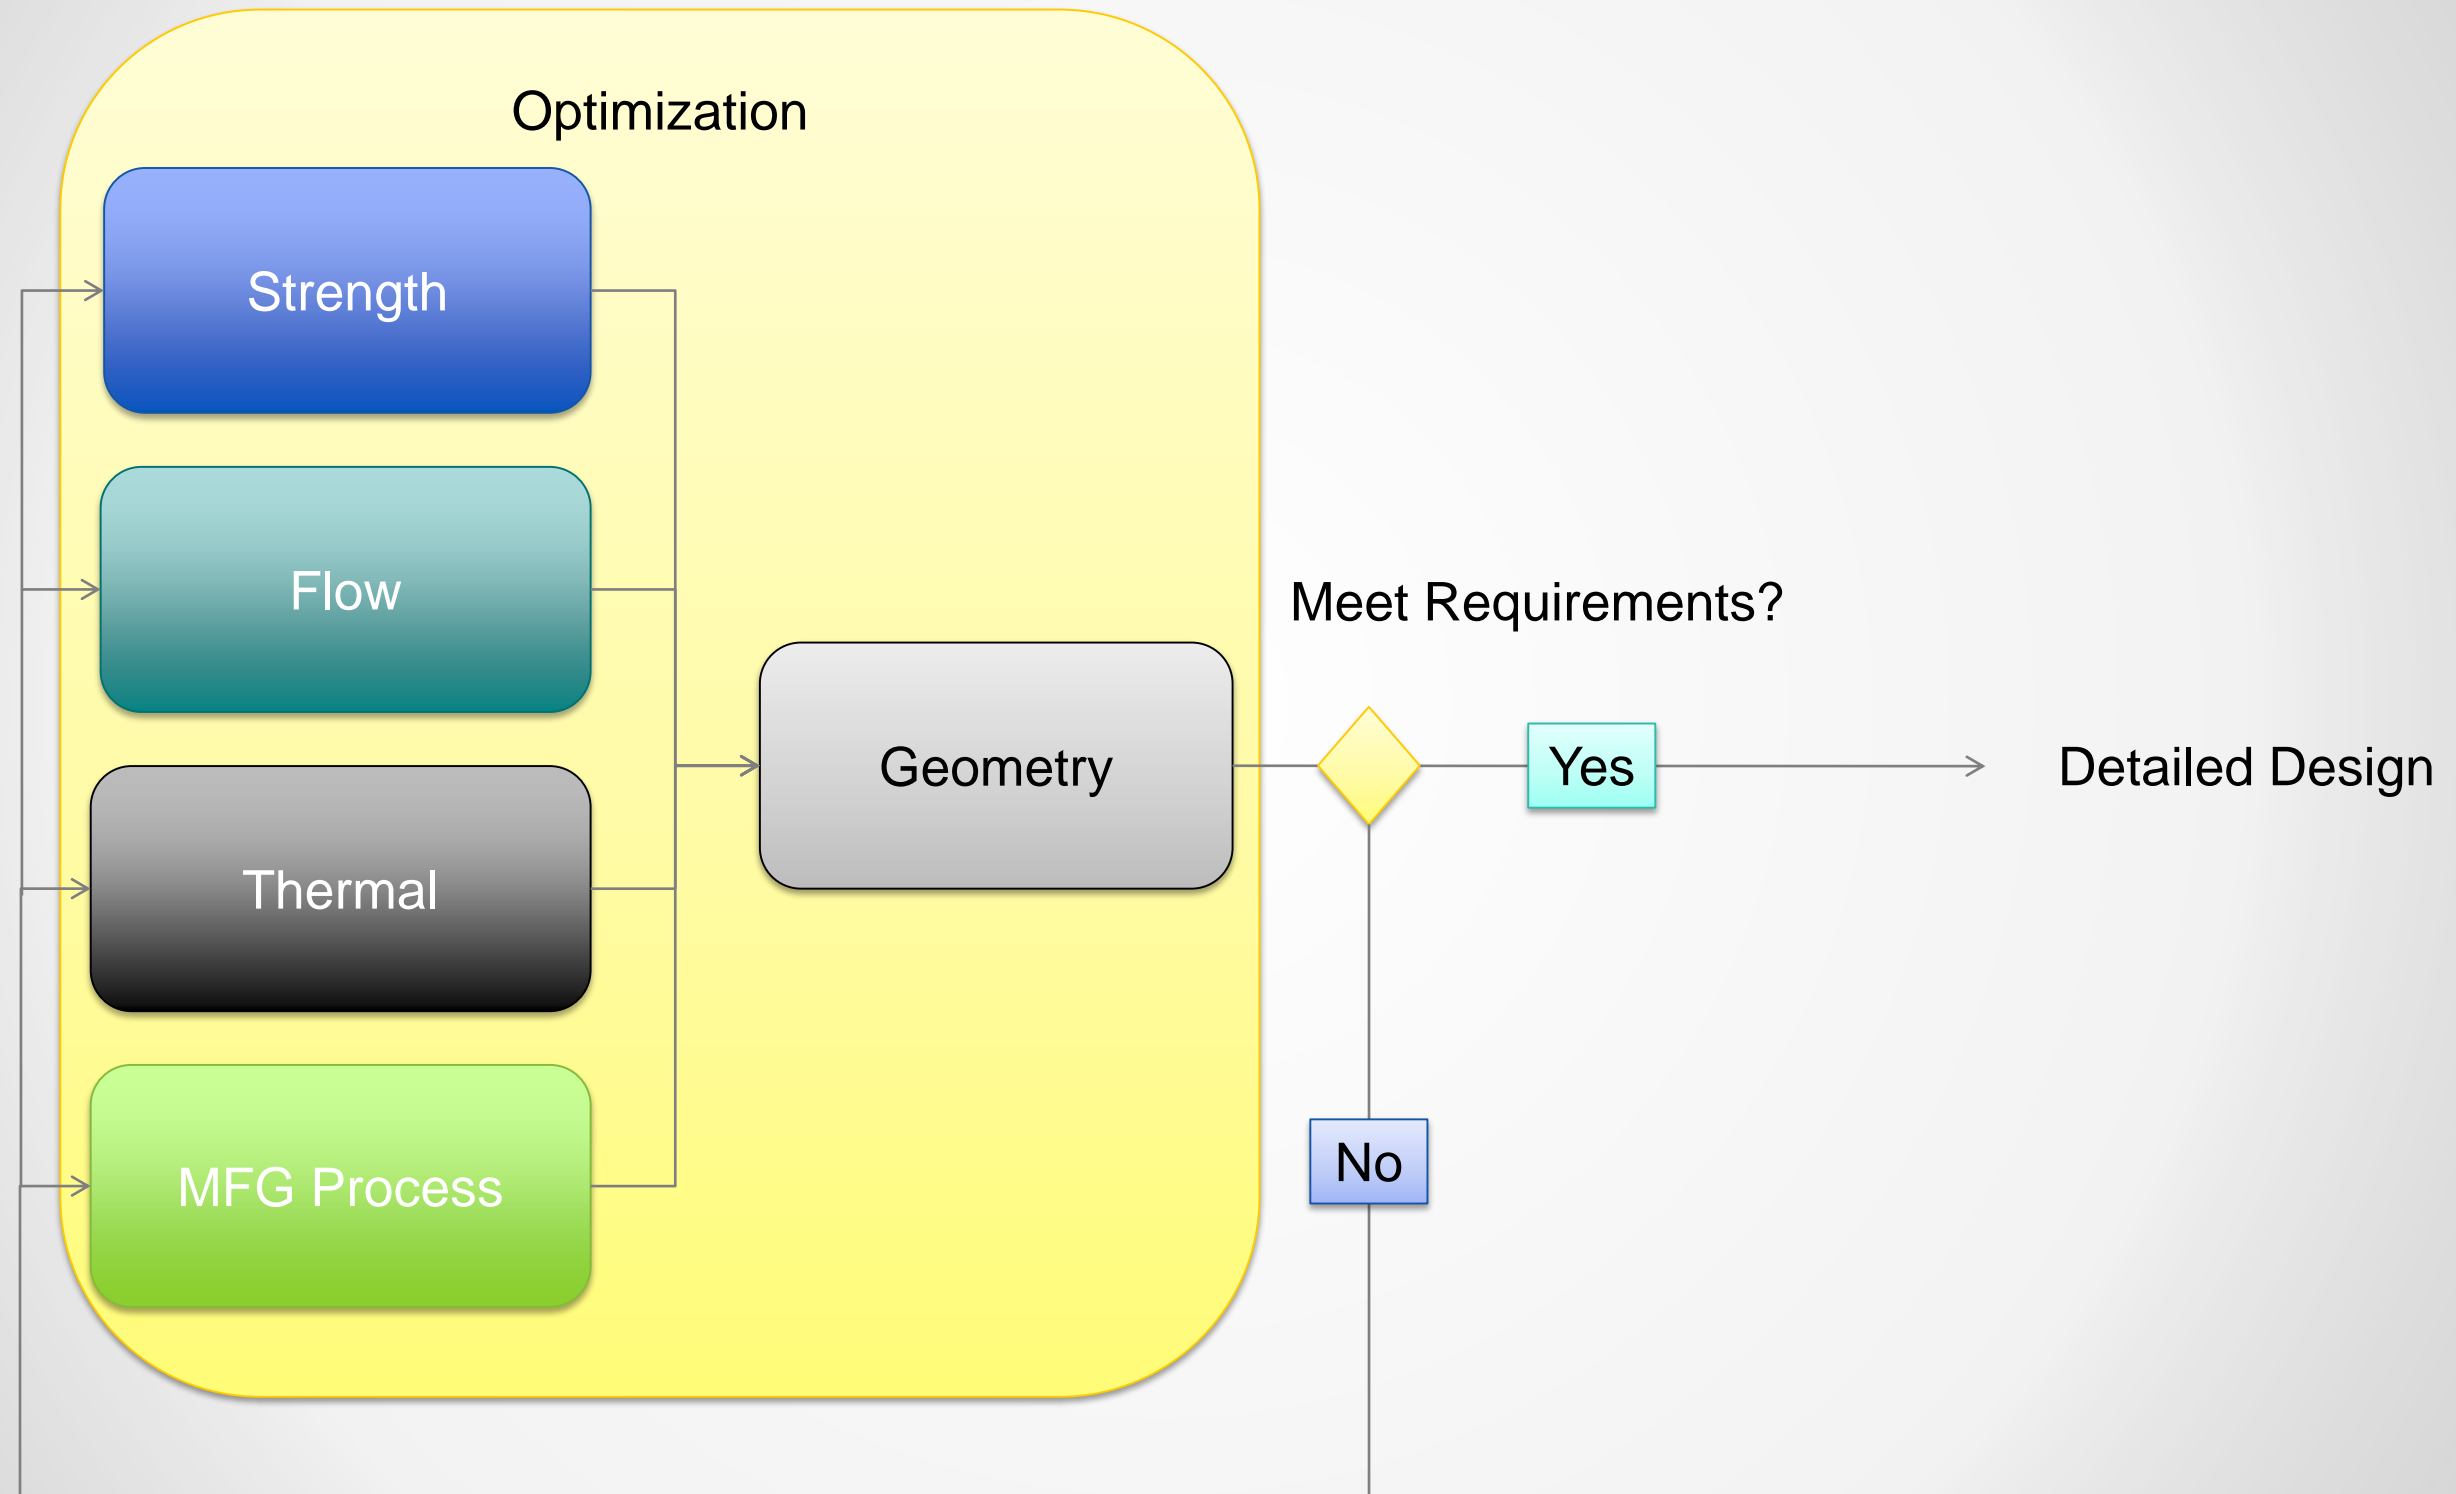 Optimization
Strength
Flow
Thermal
MFG Process
Geometry
Meet Requirements?
Yes
No
Detailed Design